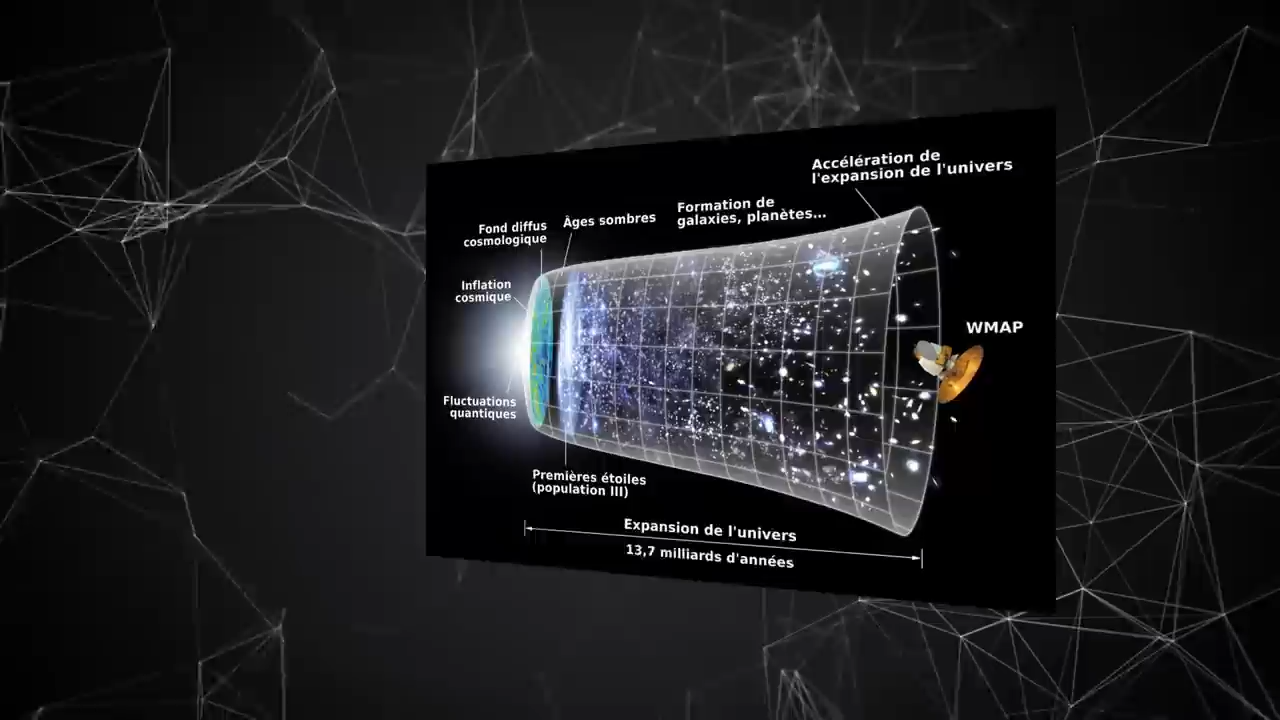 Accélération de
l'expansion de l'univers
Formation de
galaxies, planètes...
Âges sombres
Fond diffus
cosmologique
Inflation
cosmique
WMAP
Fluctuations
quantiques
Premières étoiles
(population III)
Expansion de l'univers
13,7 milliards d'années